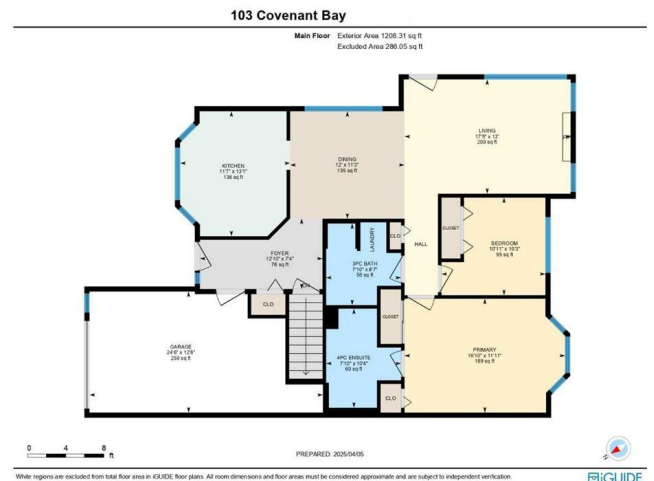 103 Covenant Bay
Main Floor Exterior Area 1208.31 sq ft
Excluded Area 286.05 sq ft
LIVING
17'9" x 13'
209 sq ft
KITCHEN
11'7" x 13'1"
136 sq ft
DINING
12' x 11'3"
135 sq ft
CLOSET
BEDROOM
10'11" x 10'3"
95 sq ft
LAUNDRY
CLO
HALL
FOYER
12'10" x 7'4"
76 sq ft
3PC BATH
7'10" x 8'7"
56 sq ft
CLO
CLOSET
GARAGE
24'6" x 12'8"
259 sq ft
4PC ENSUITE
7'10" x 10'4"
60 sq ft
PRIMARY
16'10" x 11'11"
189 sq ft
CLO
0 4 8 ft
PREPARED: 2025/04/05
White regions are excluded from total floor area in iGUIDE floor plans. All room dimensions and floor areas must be considered approximate and are subject to independent verification.
iGUIDE